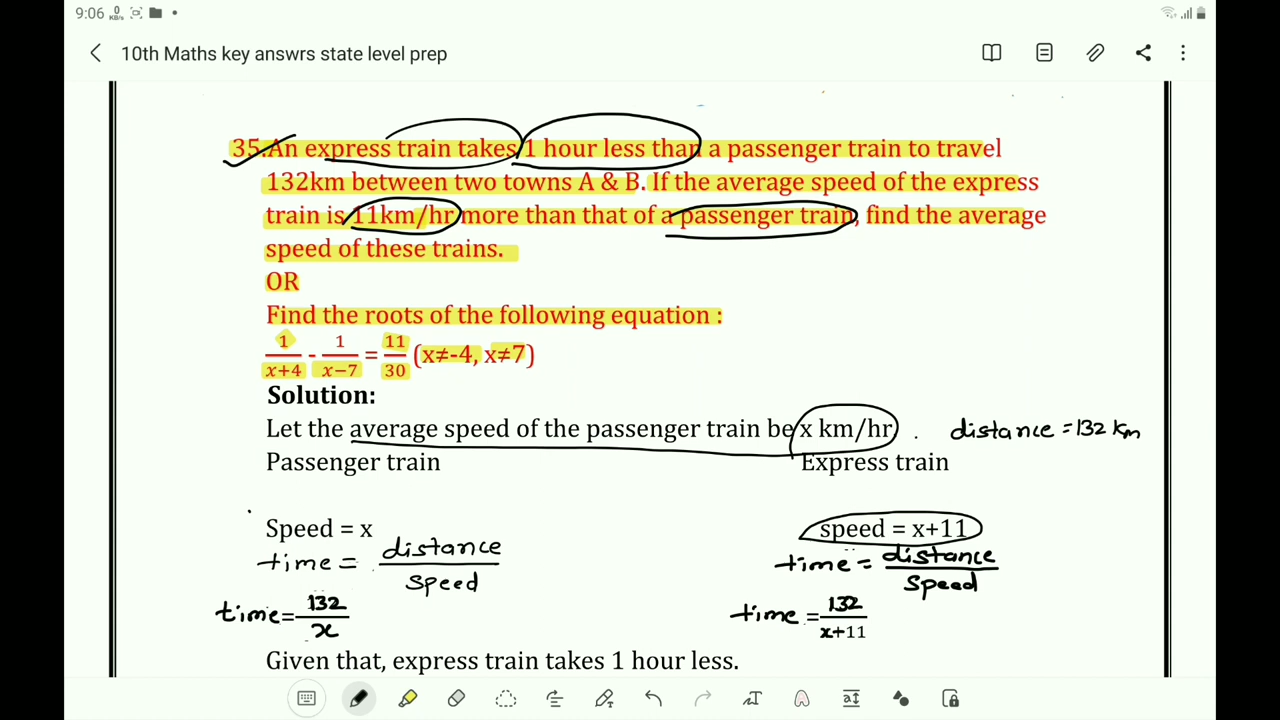 9:06 0 KB/s
10th Maths key answrs state level prep
35.An express train takes 1 hour less than a passenger train to travel
132km between two towns A & B. If the average speed of the express
train is 11km/hr more than that of a passenger train, find the average
speed of these trains.
OR
Find the roots of the following equation :
1/x+4 - 1/x−7 = 11/30 (x≠-4, x≠7)
Solution:
Let the average speed of the passenger train be x km/hr . distance = 132 km
Passenger train Express train
Speed = x speed = x+11
time = distance/speed time = distance/speed
time = 132/x time = 132/x+11
Given that, express train takes 1 hour less.